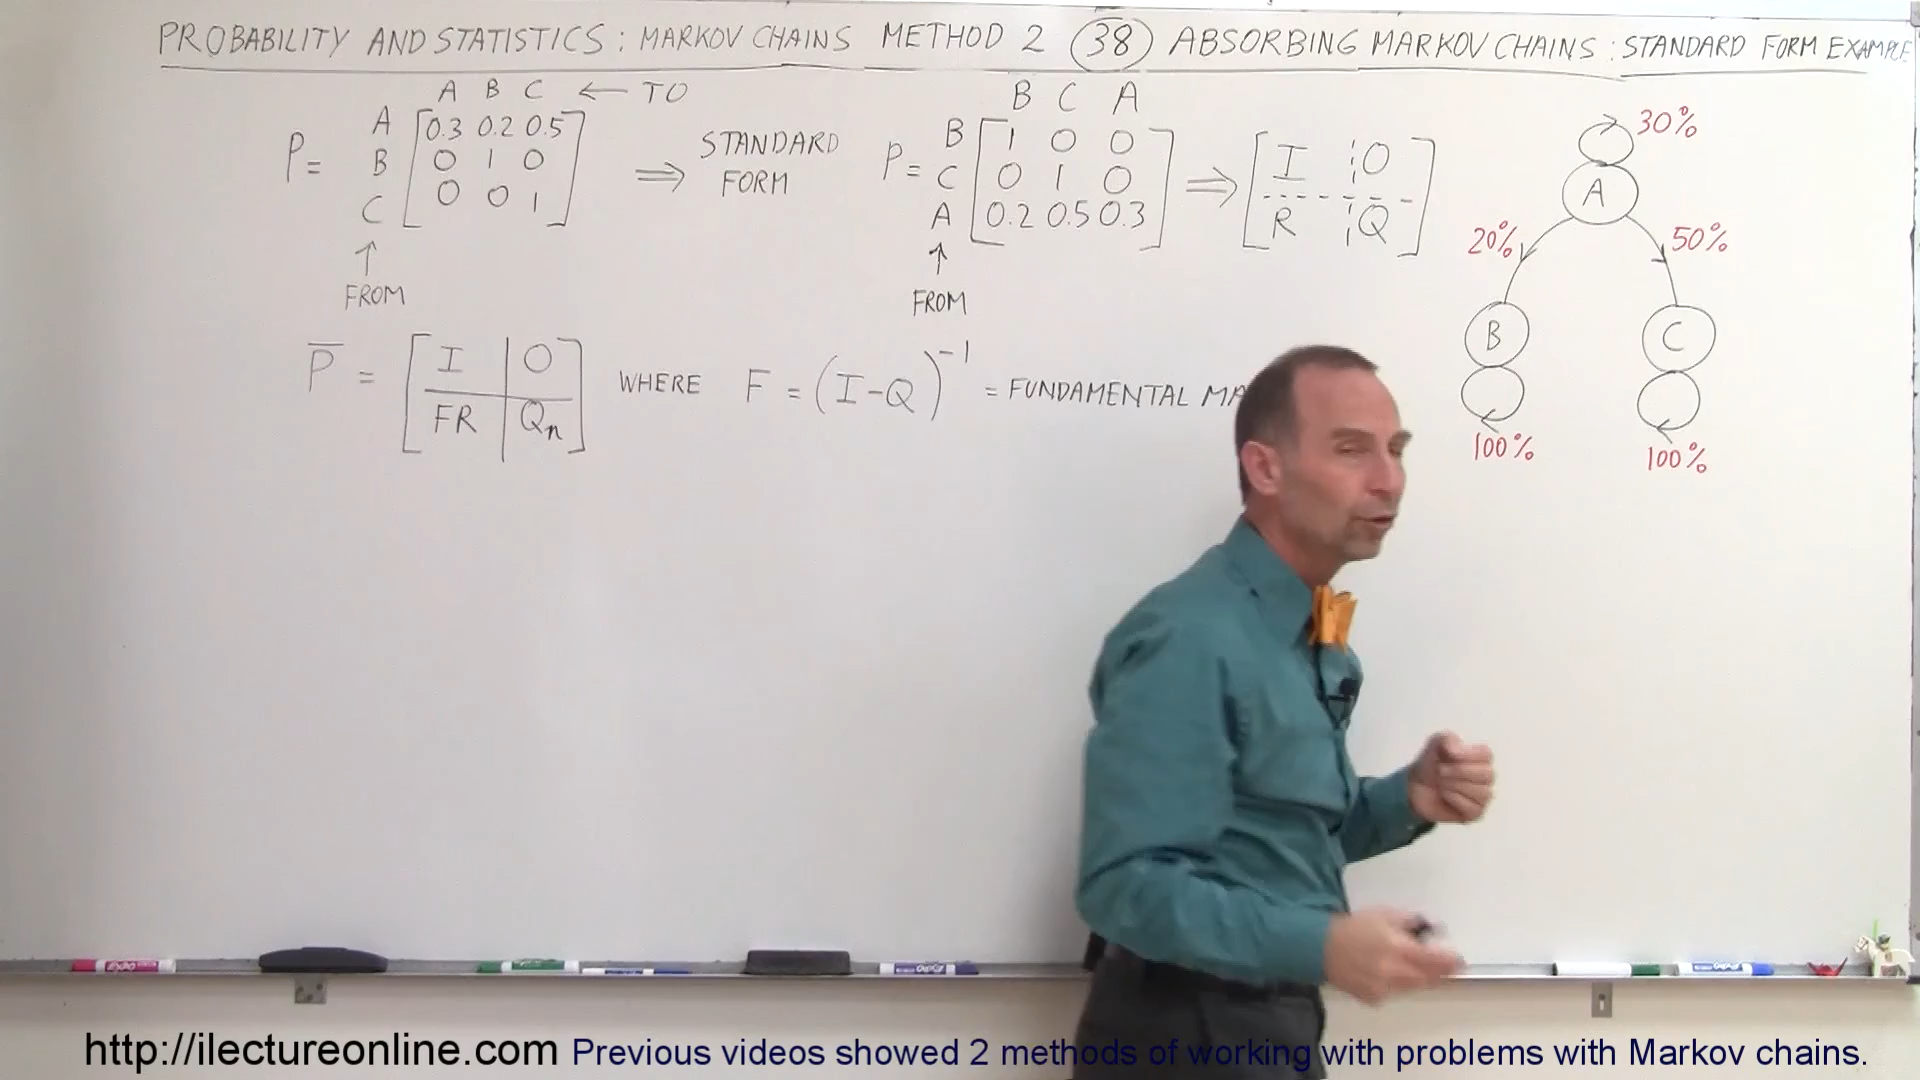 PROBABILITY AND STATISTICS : MARKOV CHAINS METHOD 2 (38) ABSORBING MARKOV CHAINS : STANDARD FORM EXAMPLE
A B C ← TO
P = A [0.3 0.2 0.5]
B [0 1 0]
C [0 0 1]
↑
FROM
⇒ STANDARD
FORM
B C A
P = B [1 0 0]
C [0 1 0]
A [0.2 0.5 0.3]
↑
FROM
⇒ [I O]
[R Q]
30%
A
20% 50%
B C
100% 100%
P̅ = [I O]
[FR Qn]
WHERE F = (I-Q)⁻¹ = FUNDAMENTAL MA
EXPO
EXPO
EXPO
http://ilectureonline.com Previous videos showed 2 methods of working with problems with Markov chains.